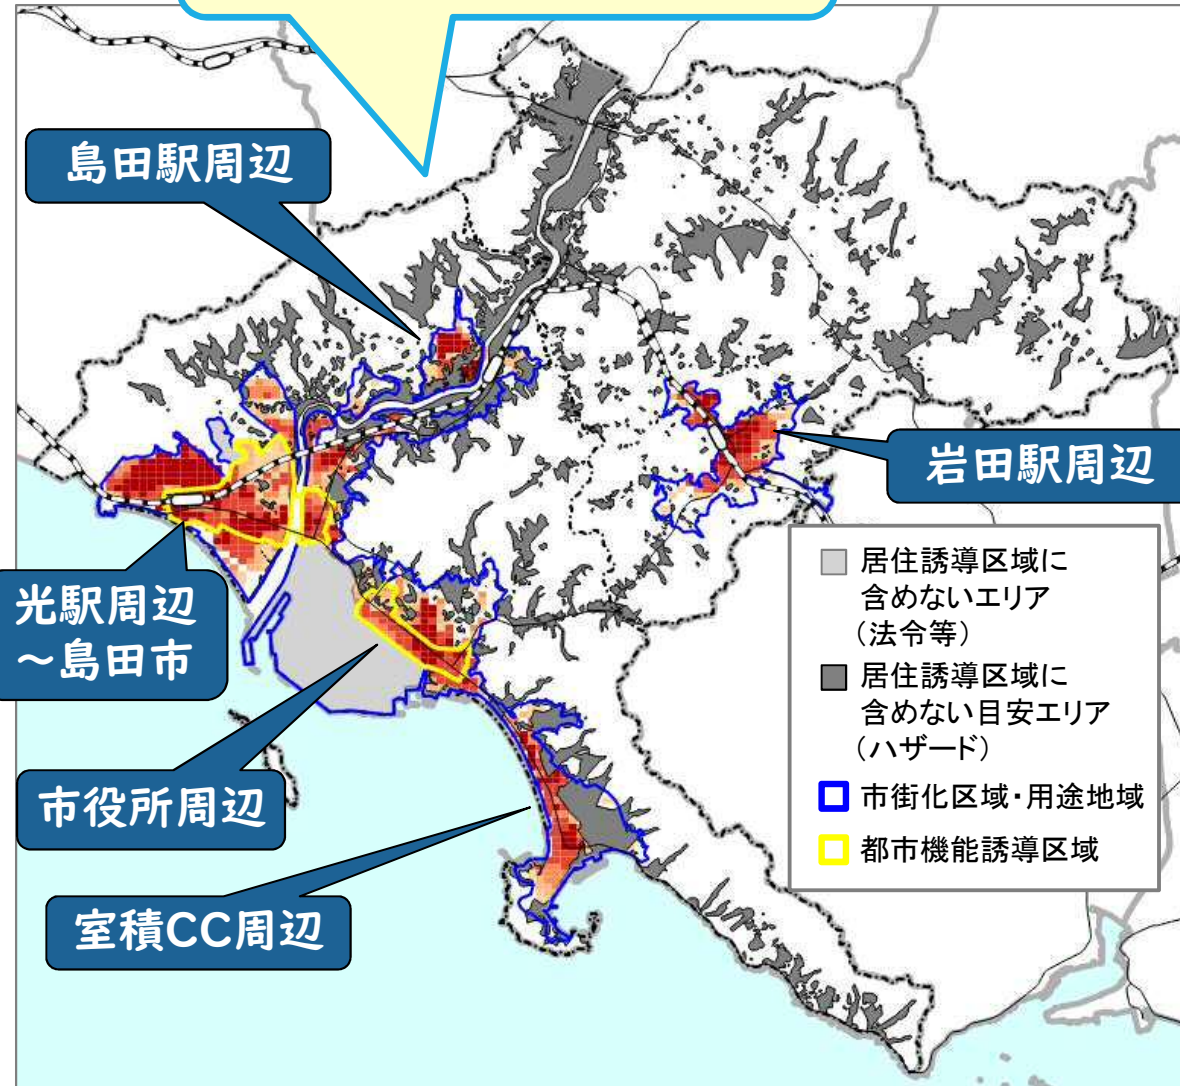 島田駅周辺
岩田駅周辺
光駅周辺
～島田市
市役所周辺
室積CC周辺
居住誘導区域に
含めないエリア
(法令等)
居住誘導区域に
含めない目安エリア
(ハザード)
市街化区域・用途地域
都市機能誘導区域